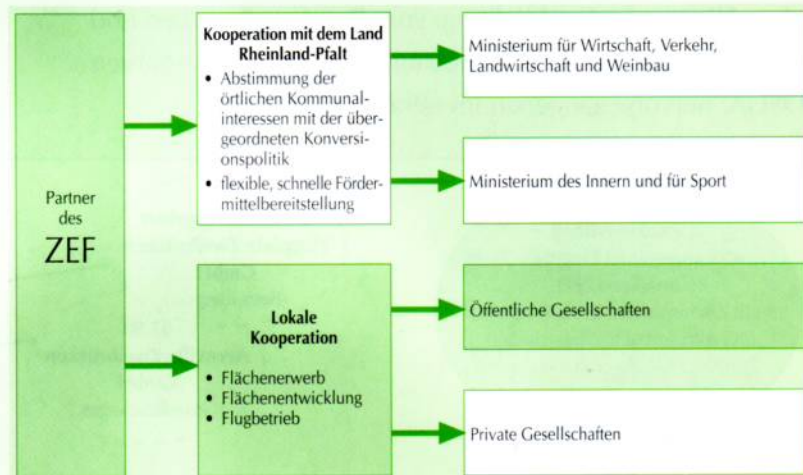 Partner
des
ZEF
Kooperation mit dem Land
Rheinland-Pfalt
• Abstimmung der
örtlichen Kommunal-
interessen mit der über-
geordneten Konversi-
onspolitik
• flexible, schnelle Förder-
mittelbereitstellung
Ministerium für Wirtschaft, Verkehr,
Landwirtschaft und Weinbau
Ministerium des Innern und für Sport
Lokale
Kooperation
• Flächenerwerb
• Flächenentwicklung
• Flugbetrieb
Öffentliche Gesellschaften
Private Gesellschaften